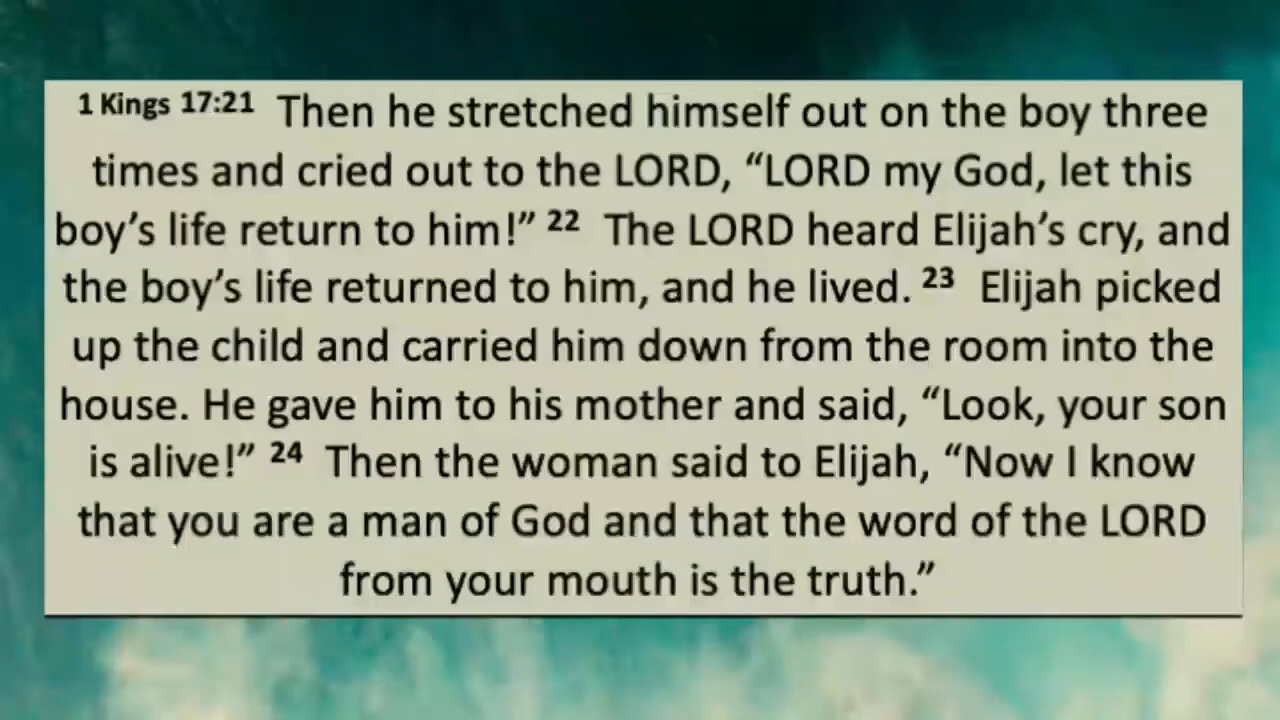 1 Kings 17:21 Then he stretched himself out on the boy three
times and cried out to the LORD, “LORD my God, let this
boy’s life return to him!” 22 The LORD heard Elijah’s cry, and
the boy’s life returned to him, and he lived. 23 Elijah picked
up the child and carried him down from the room into the
house. He gave him to his mother and said, “Look, your son
is alive!” 24 Then the woman said to Elijah, “Now I know
that you are a man of God and that the word of the LORD
from your mouth is the truth.”